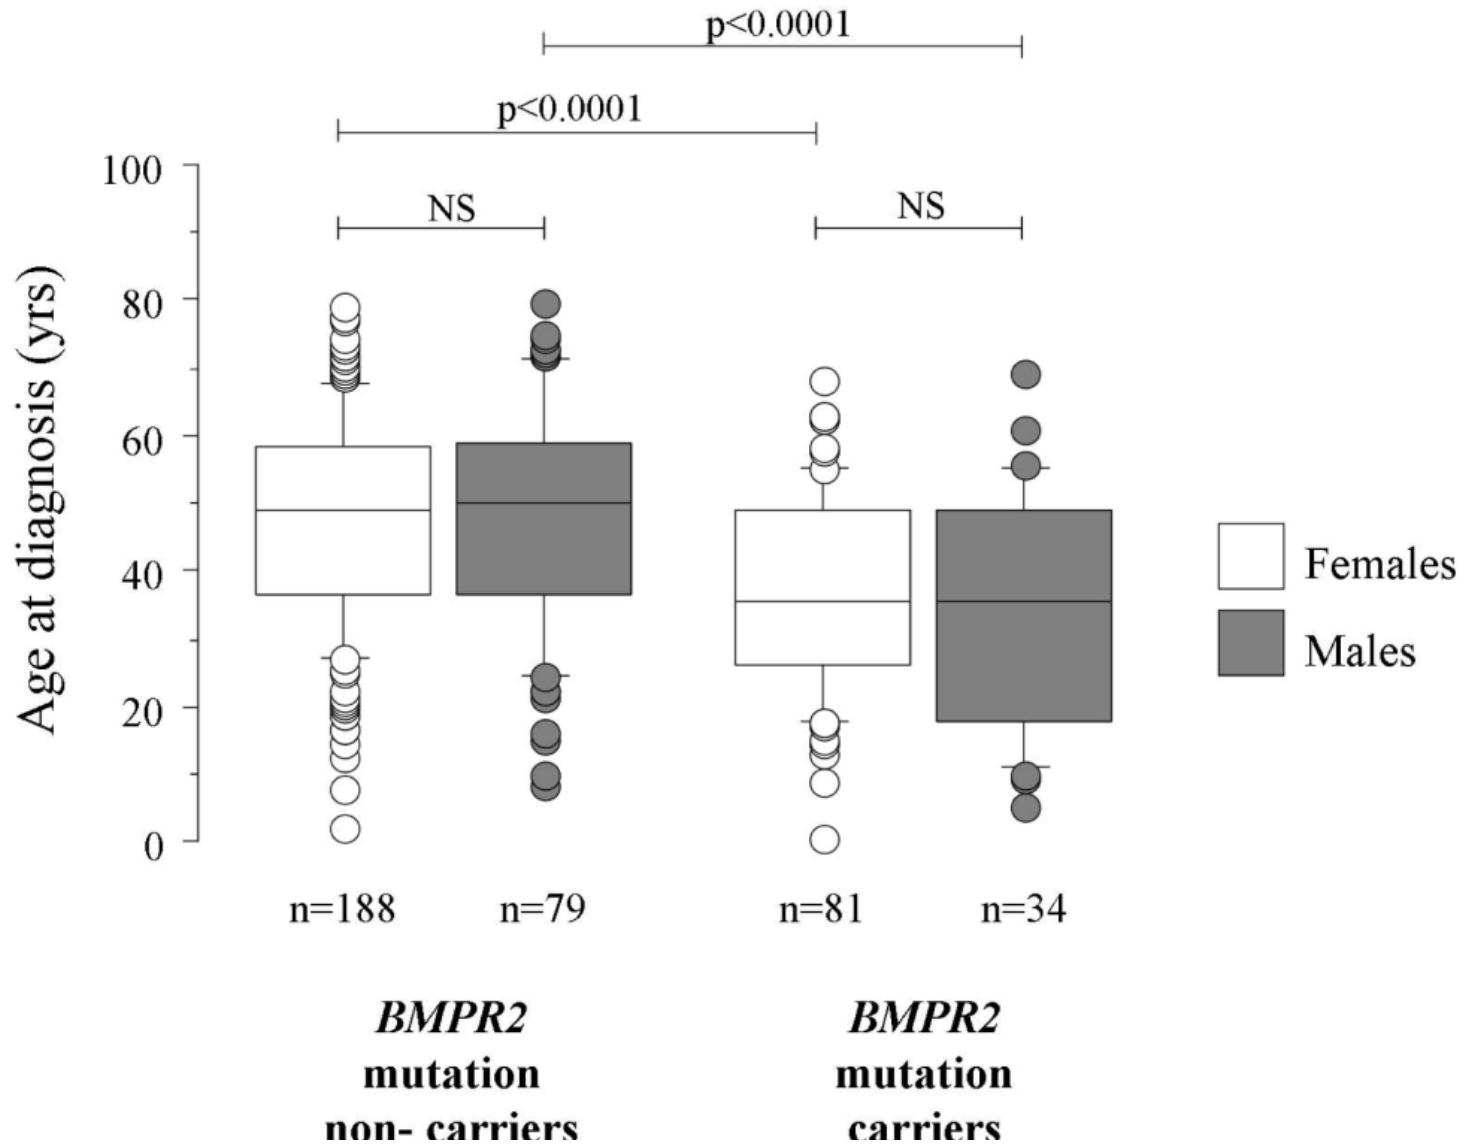 p<0.0001
p<0.0001
NS
NS
Age at diagnosis (yrs)
100
80
60
40
20
0
Females
Males
n=188
n=79
n=81
n=34
BMPR2
mutation
non- carriers
BMPR2
mutation
carriers